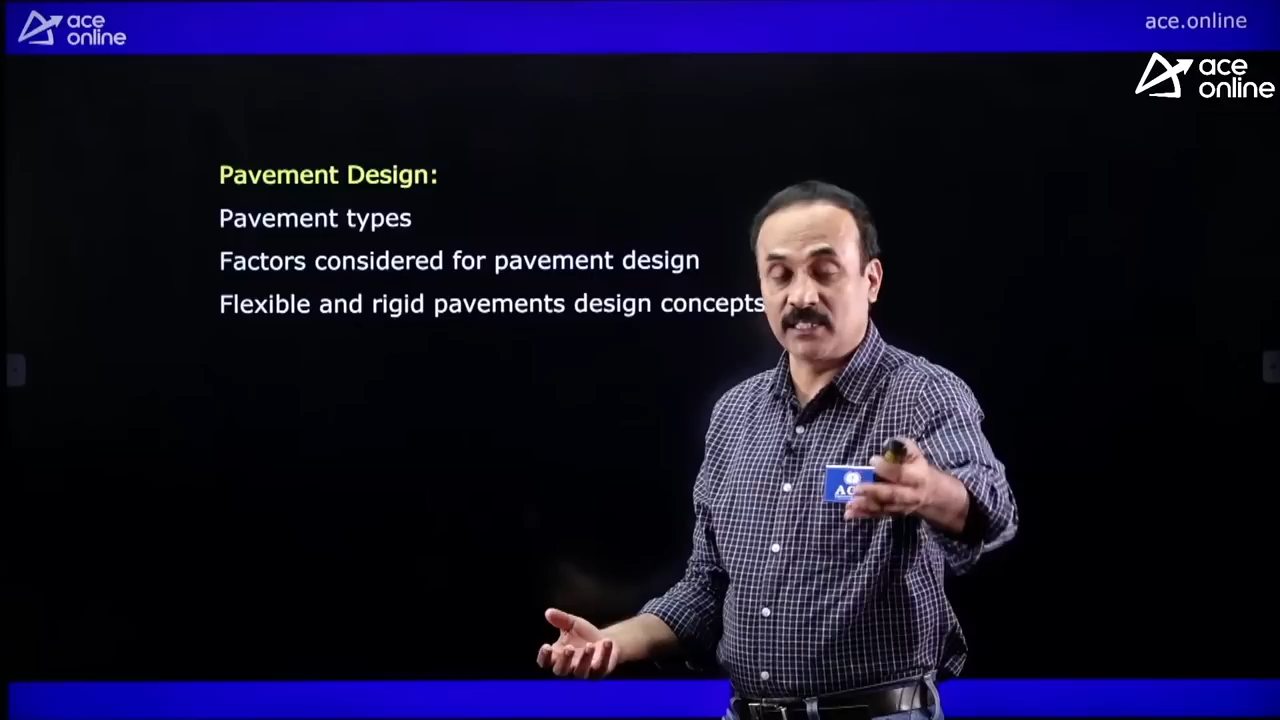 ace
online
ace.online
ace
online
Pavement Design:
Pavement types
Factors considered for pavement design
Flexible and rigid pavements design concepts